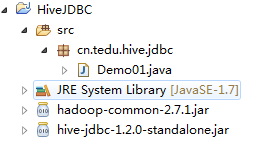 HiveJDBC
src
cn.tedu.hive.jdbc
Demo01.java
JRE System Library [JavaSE-1.7]
hadoop-common-2.7.1.jar
hive-jdbc-1.2.0-standalone.jar